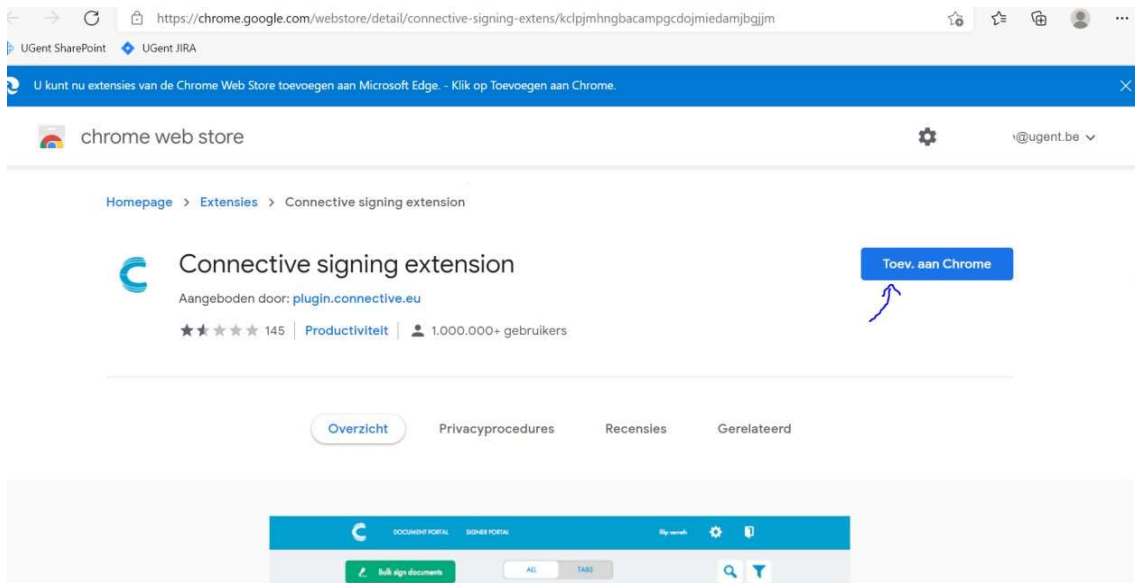 https://chrome.google.com/webstore/detail/connective-signing-extens/kclpjmhngbacampgcdojmiedamjbgjjm
UGent SharePoint UGent JIRA
U kunt nu extensies van de Chrome Web Store toevoegen aan Microsoft Edge. - Klik op Toevoegen aan Chrome.
chrome web store
@ugent.be
Homepage > Extensies > Connective signing extension
Connective signing extension
Toev. aan Chrome
Aangeboden door: plugin.connective.eu
145 Productiviteit 1.000.000+ gebruikers
Overzicht Privacyprocedures Recensies Gerelateerd
DOCUMENT PORTAL SIGNER PORTAL
Bulk sign documents ALL TABS